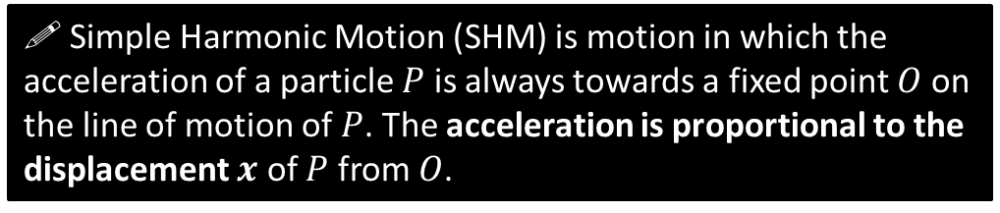 ✏ Simple Harmonic Motion (SHM) is motion in which the
acceleration of a particle P is always towards a fixed point O on
the line of motion of P. The acceleration is proportional to the
displacement x of P from O.